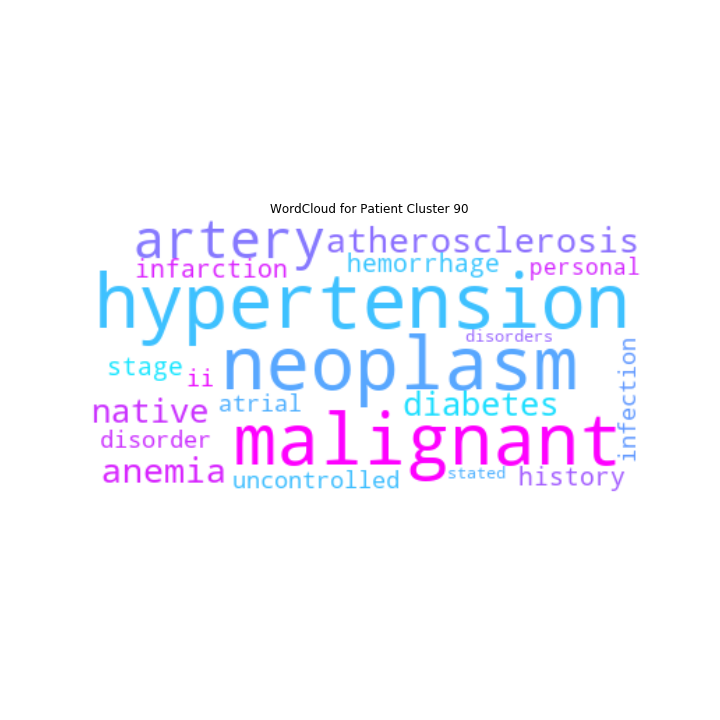 WordCloud for Patient Cluster 90
artery atherosclerosis
infarction hemorrhage personal
hypertension
disorders
neoplasm
stage ii
infection
native atrial diabetes
disorder malignant
anemia uncontrolled stated history